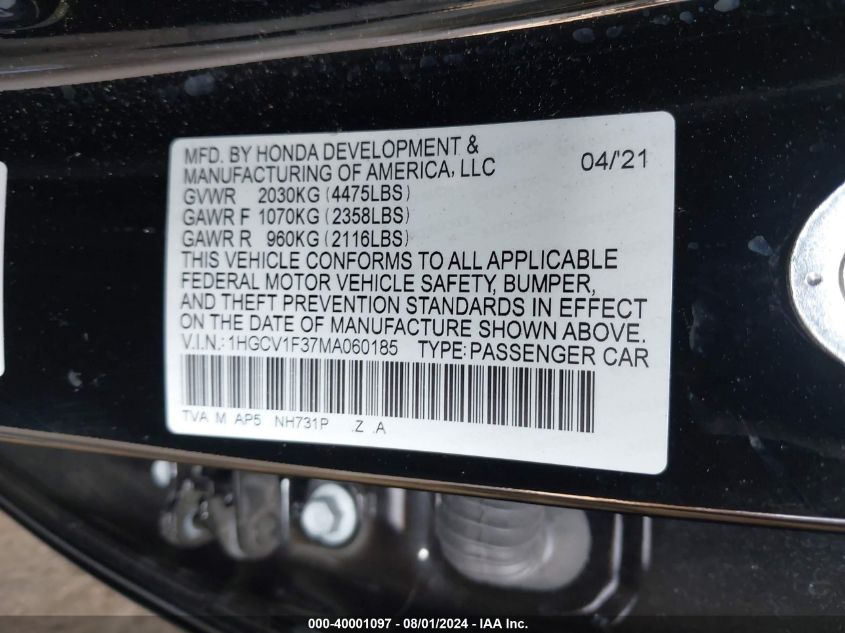 MFD. BY HONDA DEVELOPMENT &
MANUFACTURING OF AMERICA, LLC 04/'21
GVWR 2030KG (4475LBS)
GAWR F 1070KG (2358LBS)
GAWR R 960KG (2116LBS)
THIS VEHICLE CONFORMS TO ALL APPLICABLE
FEDERAL MOTOR VEHICLE SAFETY, BUMPER,
AND THEFT PREVENTION STANDARDS IN EFFECT
ON THE DATE OF MANUFACTURE SHOWN ABOVE.
V.I.N.: 1HGCV1F37MA060185 TYPE: PASSENGER CAR
TVA M AP5 NH731P .Z .A
000-40001097 - 08/01/2024 - IAA Inc.